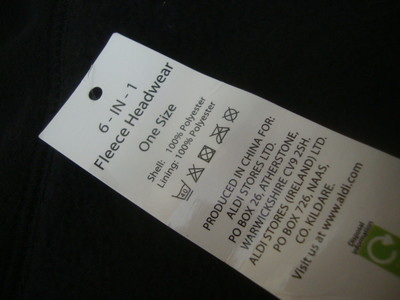 6 - IN - 1
Fleece Headwear
One Size
Shell: 100% Polyester
Lining: 100% Polyester
PRODUCED IN CHINA FOR:
ALDI STORES LTD.
PO BOX 26, ATHERSTONE,
WARWICKSHIRE CV9 2SH.
ALDI STORES (IRELAND) LTD.
PO BOX 726, NAAS,
CO. KILDARE.
Visit us at www.aldi.com
Disposal
information